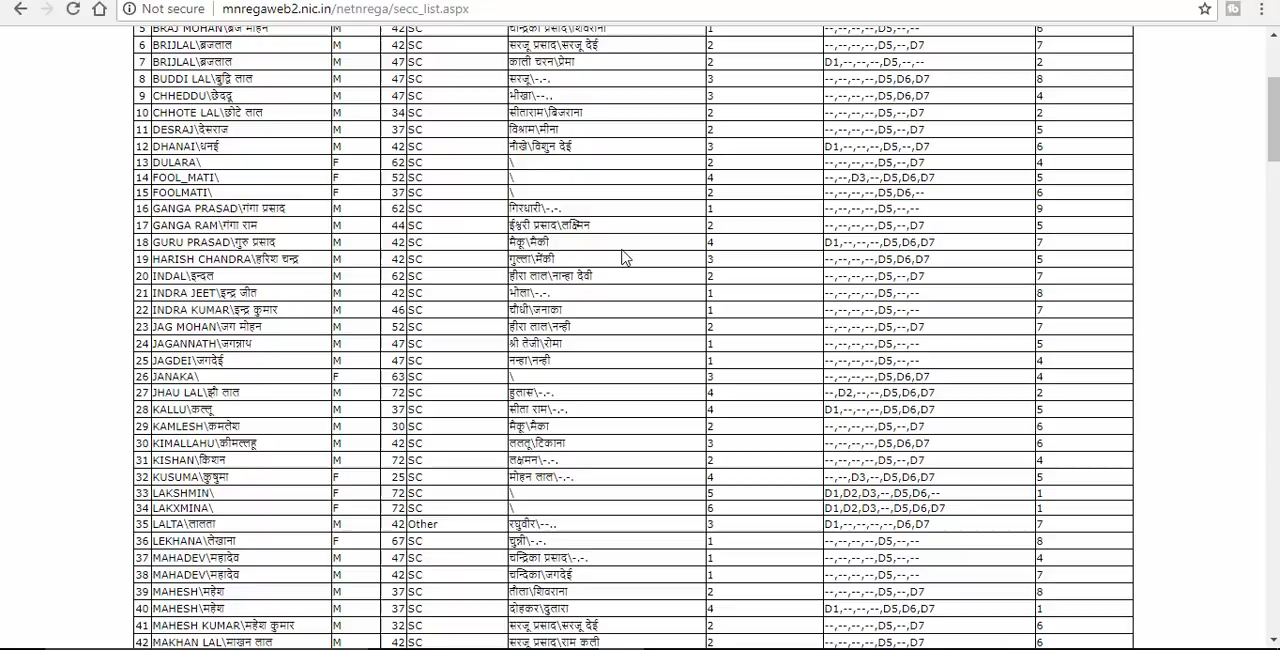 Not secure mnregaweb2.nic.in/netnrega/secc_list.aspx
5 BRAJ MOHAN\ब्रज मोहन M 42 SC चन्द्रिका प्रसाद\शिवराना 1 --,--,--,--,D5,--,-- 6
6 BRIJLAL\ब्रजलाल M 42 SC सरजू प्रसाद\सरजू देई 2 --,--,--,--,D5,--,D7 7
7 BRIJLAL\ब्रजलाल M 47 SC काली चरन\प्रेमा 2 D1,--,--,--,D5,--,-- 2
8 BUDDI LAL\बुद्दि लाल M 47 SC सरजू\-.-. 3 --,--,--,--,D5,D6,D7 8
9 CHHEDDU\छेददू M 47 SC भीखा\--.. 3 --,--,--,--,D5,D6,D7 4
10 CHHOTE LAL\छोटे लाल M 34 SC सीताराम\बिजराना 2 --,--,--,--,D5,--,D7 2
11 DESRAJ\देसराज M 37 SC विश्राम\मीना 2 --,--,--,--,D5,--,D7 5
12 DHANAI\धनई M 42 SC नौखे\विशुन देई 3 D1,--,--,--,D5,--,D7 6
13 DULARA\ F 62 SC \ 2 --,--,--,--,D5,--,D7 4
14 FOOL_MATI\ F 52 SC \ 4 --,--,D3,--,D5,D6,D7 5
15 FOOLMATI\ F 37 SC \ 2 --,--,--,--,D5,D6,-- 6
16 GANGA PRASAD\गंगा प्रसाद M 62 SC गिरधारी\-.-. 1 --,--,--,--,D5,--,-- 9
17 GANGA RAM\गंगा राम M 44 SC ईश्वरी प्रसाद\लक्षिमन 2 --,--,--,--,D5,--,D7 5
18 GURU PRASAD\गुरु प्रसाद M 42 SC मैकू\मैकी 4 D1,--,--,--,D5,D6,D7 7
19 HARISH CHANDRA\हरिश चन्द्र M 42 SC गुल्ला\मैंकी 3 --,--,--,--,D5,D6,D7 5
20 INDAL\इन्दल M 62 SC हीरा लाल\नान्हा देवी 2 --,--,--,--,D5,--,D7 7
21 INDRA JEET\इन्द्र जीत M 42 SC भोला\-.-. 1 --,--,--,--,D5,--,-- 8
22 INDRA KUMAR\इन्द्र कुमार M 46 SC चौधी\जनाका 1 --,--,--,--,D5,--,-- 7
23 JAG MOHAN\जग मोहन M 52 SC हीरा लाल\नन्ही 2 --,--,--,--,D5,--,D7 7
24 JAGANNATH\जगन्नाथ M 47 SC श्री तेजी\रोमा 1 --,--,--,--,D5,--,-- 5
25 JAGDEI\जगदेई M 47 SC नन्हा\नन्ही 1 --,--,--,--,D5,--,-- 4
26 JANAKA\ F 63 SC \ 3 --,--,--,--,D5,D6,D7 4
27 JHAU LAL\झौ लाल M 72 SC हुलास\-.-. 4 --,D2,--,--,D5,D6,D7 2
28 KALLU\कल्लू M 37 SC सीता राम\-.-. 4 D1,--,--,--,D5,D6,D7 5
29 KAMLESH\कमलेश M 30 SC मैकू\मैका 2 --,--,--,--,D5,--,D7 6
30 KIMALLAHU\कीमल्लहू M 42 SC ललतू\टिकाना 3 --,--,--,--,D5,D6,D7 6
31 KISHAN\किशन M 72 SC लक्षमन\-.-. 2 --,--,--,--,D5,--,D7 4
32 KUSUMA\कुषुमा F 25 SC मोहन लाल\-.-. 4 --,--,D3,--,D5,D6,D7 5
33 LAKSHMIN\ F 72 SC \ 5 D1,D2,D3,--,D5,D6,-- 1
34 LAKXMINA\ F 72 SC \ 6 D1,D2,D3,--,D5,D6,D7 1
35 LALTA\लालता M 42 Other रघुवीर\--.. 3 D1,--,--,--,--,D6,D7 7
36 LEKHANA\लेखाना F 67 SC चुन्नी\-.-. 1 --,--,--,--,D5,--,-- 8
37 MAHADEV\महादेव M 47 SC चन्द्रिका प्रसाद\-.-. 1 --,--,--,--,D5,--,-- 4
38 MAHADEV\महादेव M 42 SC चन्दिका\जगदेई 1 --,--,--,--,D5,--,-- 7
39 MAHESH\महेश M 37 SC तौला\शिवराना 2 --,--,--,--,D5,--,D7 8
40 MAHESH\महेश M 37 SC दोहकर\दुलारा 4 D1,--,--,--,D5,D6,D7 1
41 MAHESH KUMAR\महेश कुमार M 32 SC सरजू प्रसाद\सरजू देई 2 --,--,--,--,D5,--,D7 6
42 MAKHAN LAL\माखन लाल M 42 SC सरजू प्रसाद\राम कली 2 --,--,--,--,D5,--,D7 6